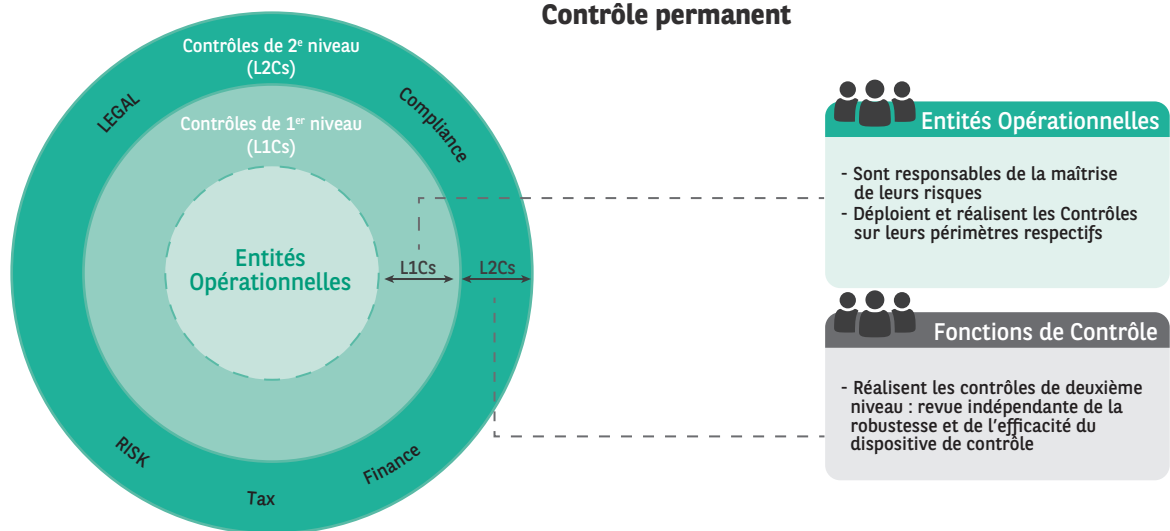 Contrôle permanent
Contrôles de 2e niveau
(L2Cs)
LEGAL
Compliance
Contrôles de 1er niveau
(L1Cs)
Entités
Opérationnelles
L1Cs
L2Cs
RISK
Tax
Finance
Entités Opérationnelles
- Sont responsables de la maîtrise
de leurs risques
- Déploient et réalisent les Contrôles
sur leurs périmètres respectifs
Fonctions de Contrôle
- Réalisent les contrôles de deuxième
niveau : revue indépendante de la
robustesse et de l'efficacité du
dispositive de contrôle